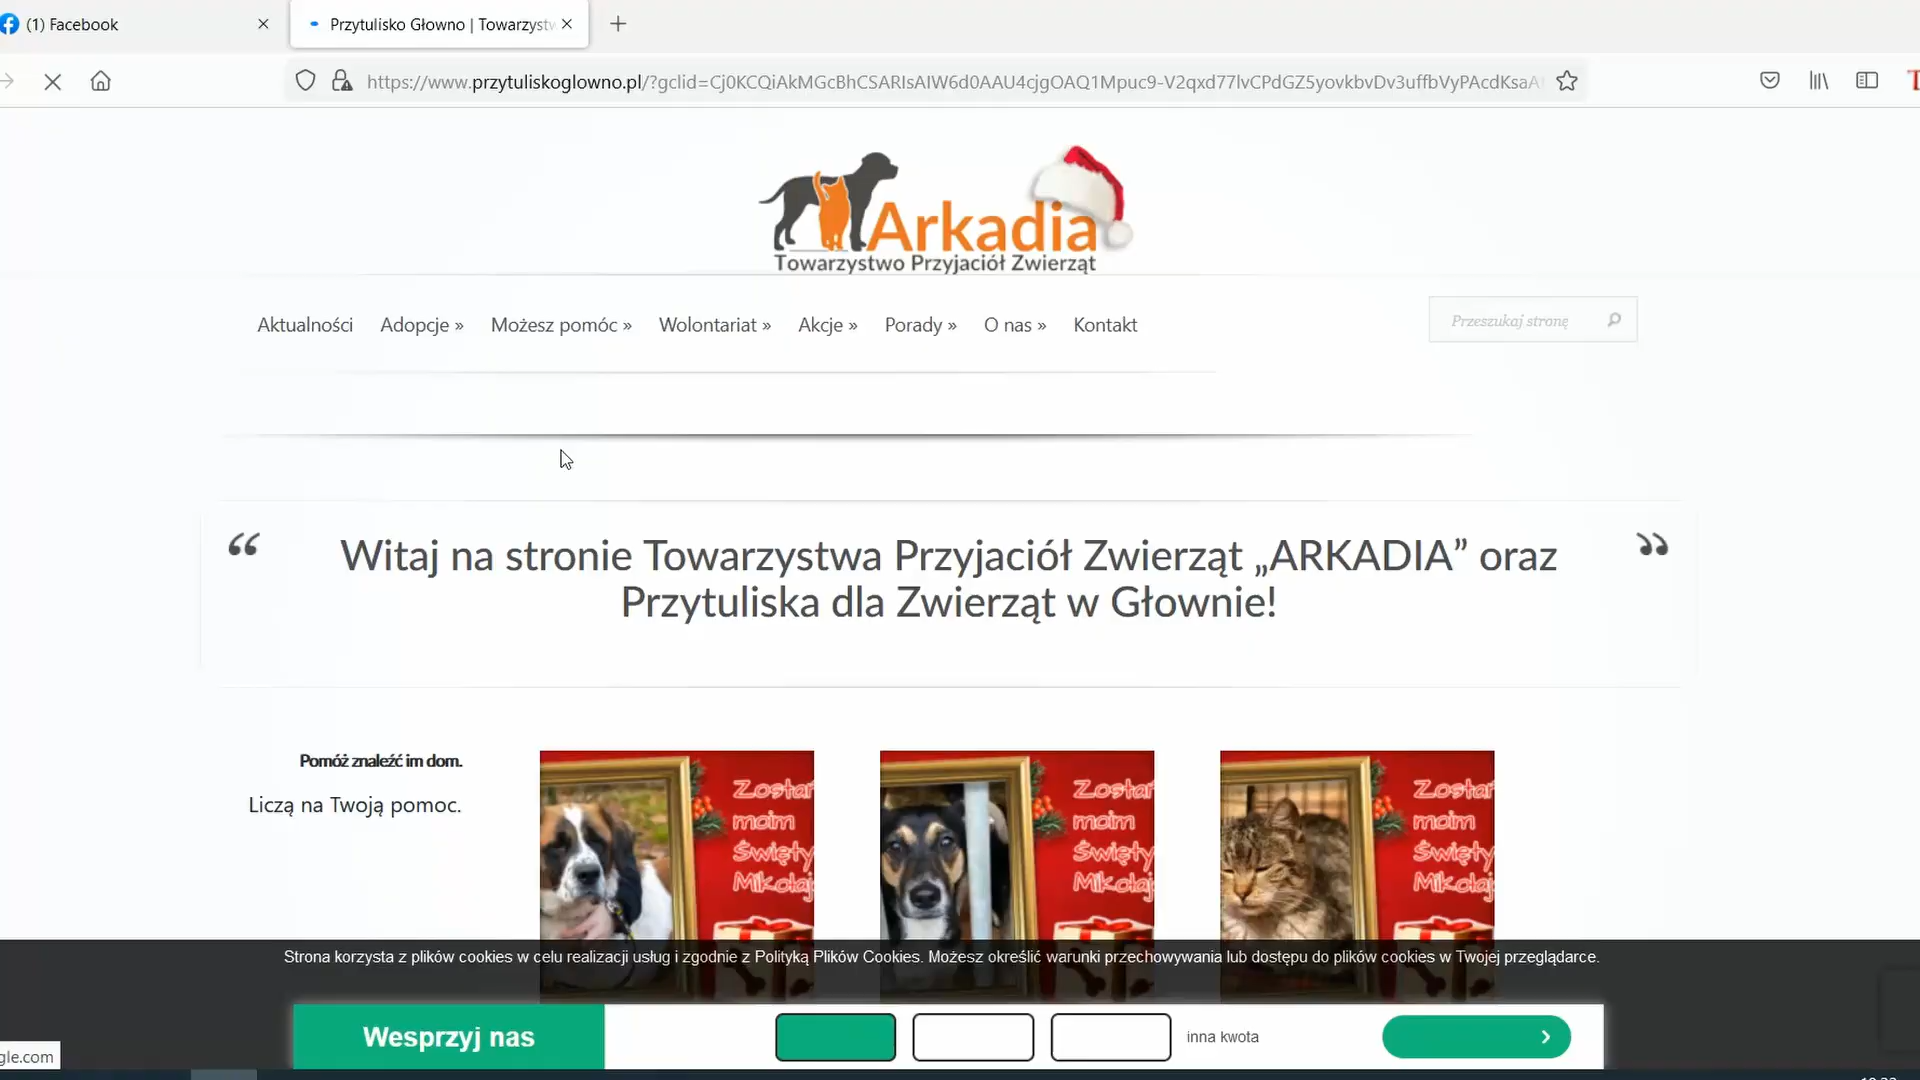 (1) Facebook
Przytulisko Głowno | Towarzystw
https://www.przytuliskoglowno.pl/?gclid=Cj0KCQiAkMGcBhCSARIsAIW6d0AAU4cjgOAQ1Mpuc9-V2qxd77lvCPdGZ5yovkbvDv3uffbVyPAcdKsaA
Arkadia
Towarzystwo Przyjaciół Zwierząt
Aktualności Adopcje » Możesz pomóc » Wolontariat » Akcje » Porady » O nas » Kontakt
Przeszukaj stronę
“ Witaj na stronie Towarzystwa Przyjaciół Zwierząt „ARKADIA” oraz ”
Przytuliska dla Zwierząt w Głownie!
Pomóż znaleźć im dom.
Liczą na Twoją pomoc.
Zostań
moim
Święty
Mikołaj
Zostań
moim
Święty
Mikołaj
Zostań
moim
Święty
Mikołaj
Strona korzysta z plików cookies w celu realizacji usług i zgodnie z Polityką Plików Cookies. Możesz określić warunki przechowywania lub dostępu do plików cookies w Twojej przeglądarce.
Wesprzyj nas
inna kwota
gle.com